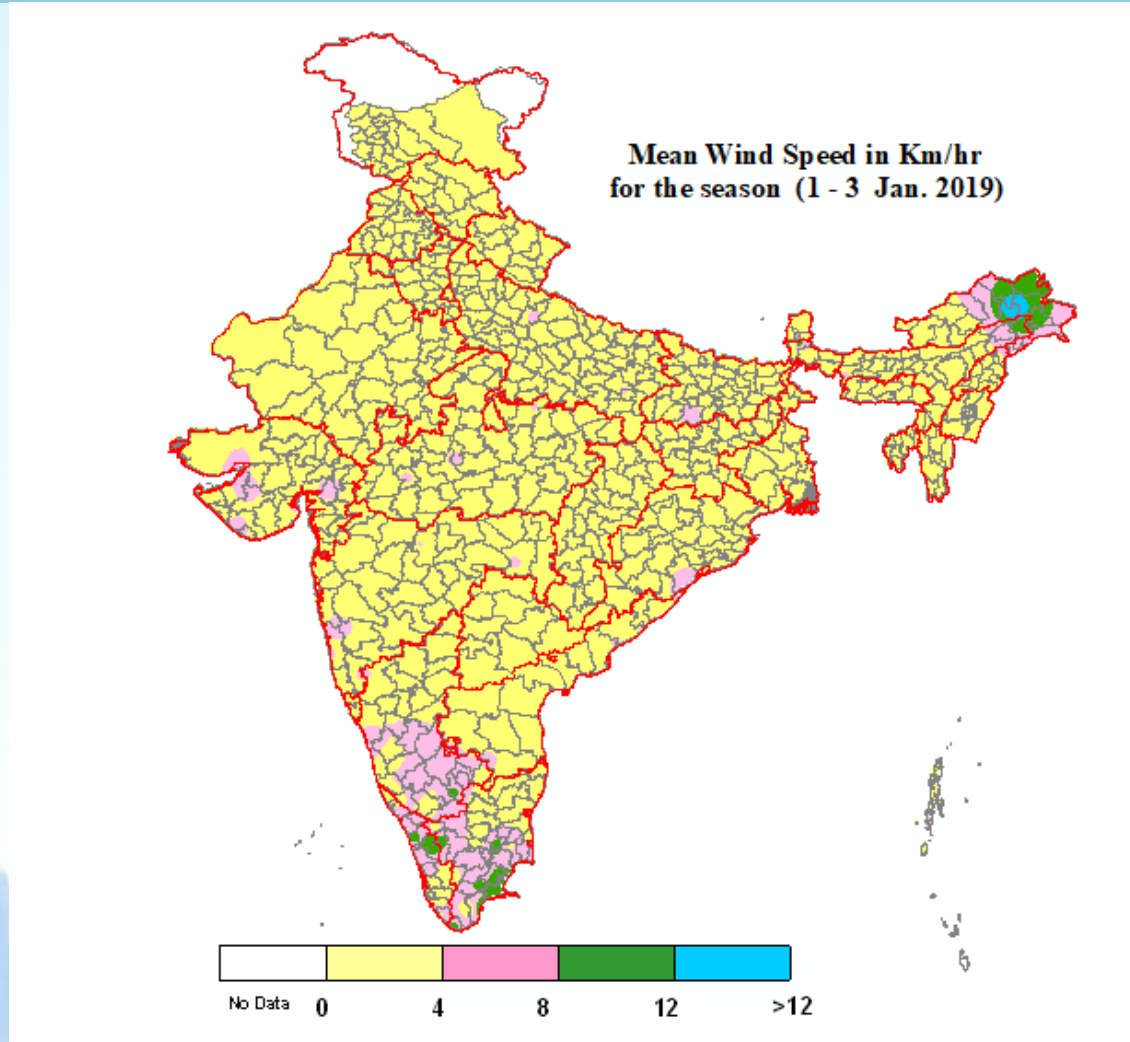 Mean Wind Speed in Km/hr
for the season (1 - 3 Jan. 2019)
No Data 0 4 8 12 >12